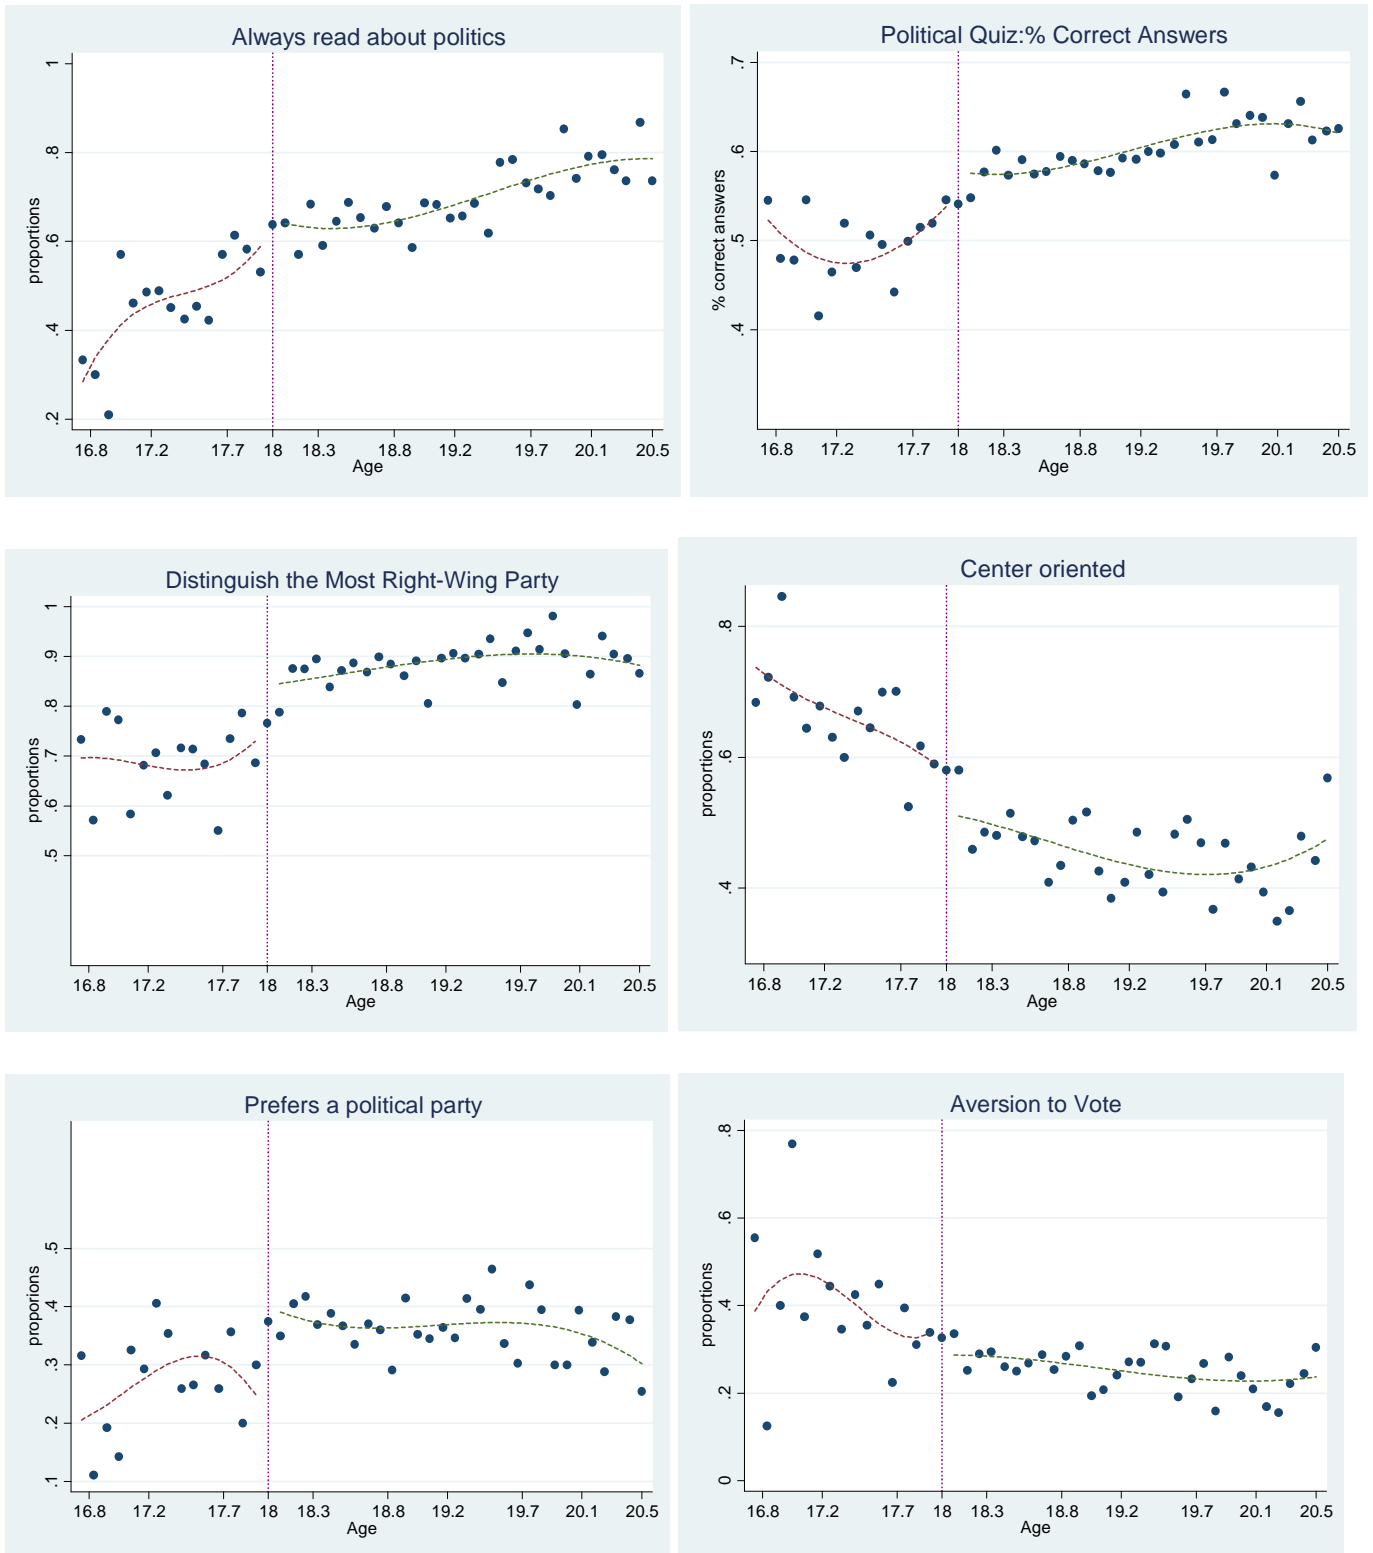 Always read about politics
proportions
1
.8
.6
.4
.2
16.8 17.2 17.7 18 18.3 18.8 19.2 19.7 20.1 20.5
Age
Political Quiz:% Correct Answers
% correct answers
.7
.6
.5
.4
16.8 17.2 17.7 18 18.3 18.8 19.2 19.7 20.1 20.5
Age
Distinguish the Most Right-Wing Party
proportions
1
.9
.8
.7
.6
.5
16.8 17.2 17.7 18 18.3 18.8 19.2 19.7 20.1 20.5
Age
Center oriented
proportions
.8
.6
.4
16.8 17.2 17.7 18 18.3 18.8 19.2 19.7 20.1 20.5
Age
Prefers a political party
proporions
.5
.4
.3
.2
.1
16.8 17.2 17.7 18 18.3 18.8 19.2 19.7 20.1 20.5
Age
Aversion to Vote
proportions
.8
.6
.4
.2
0
16.8 17.2 17.7 18 18.3 18.8 19.2 19.7 20.1 20.5
Age